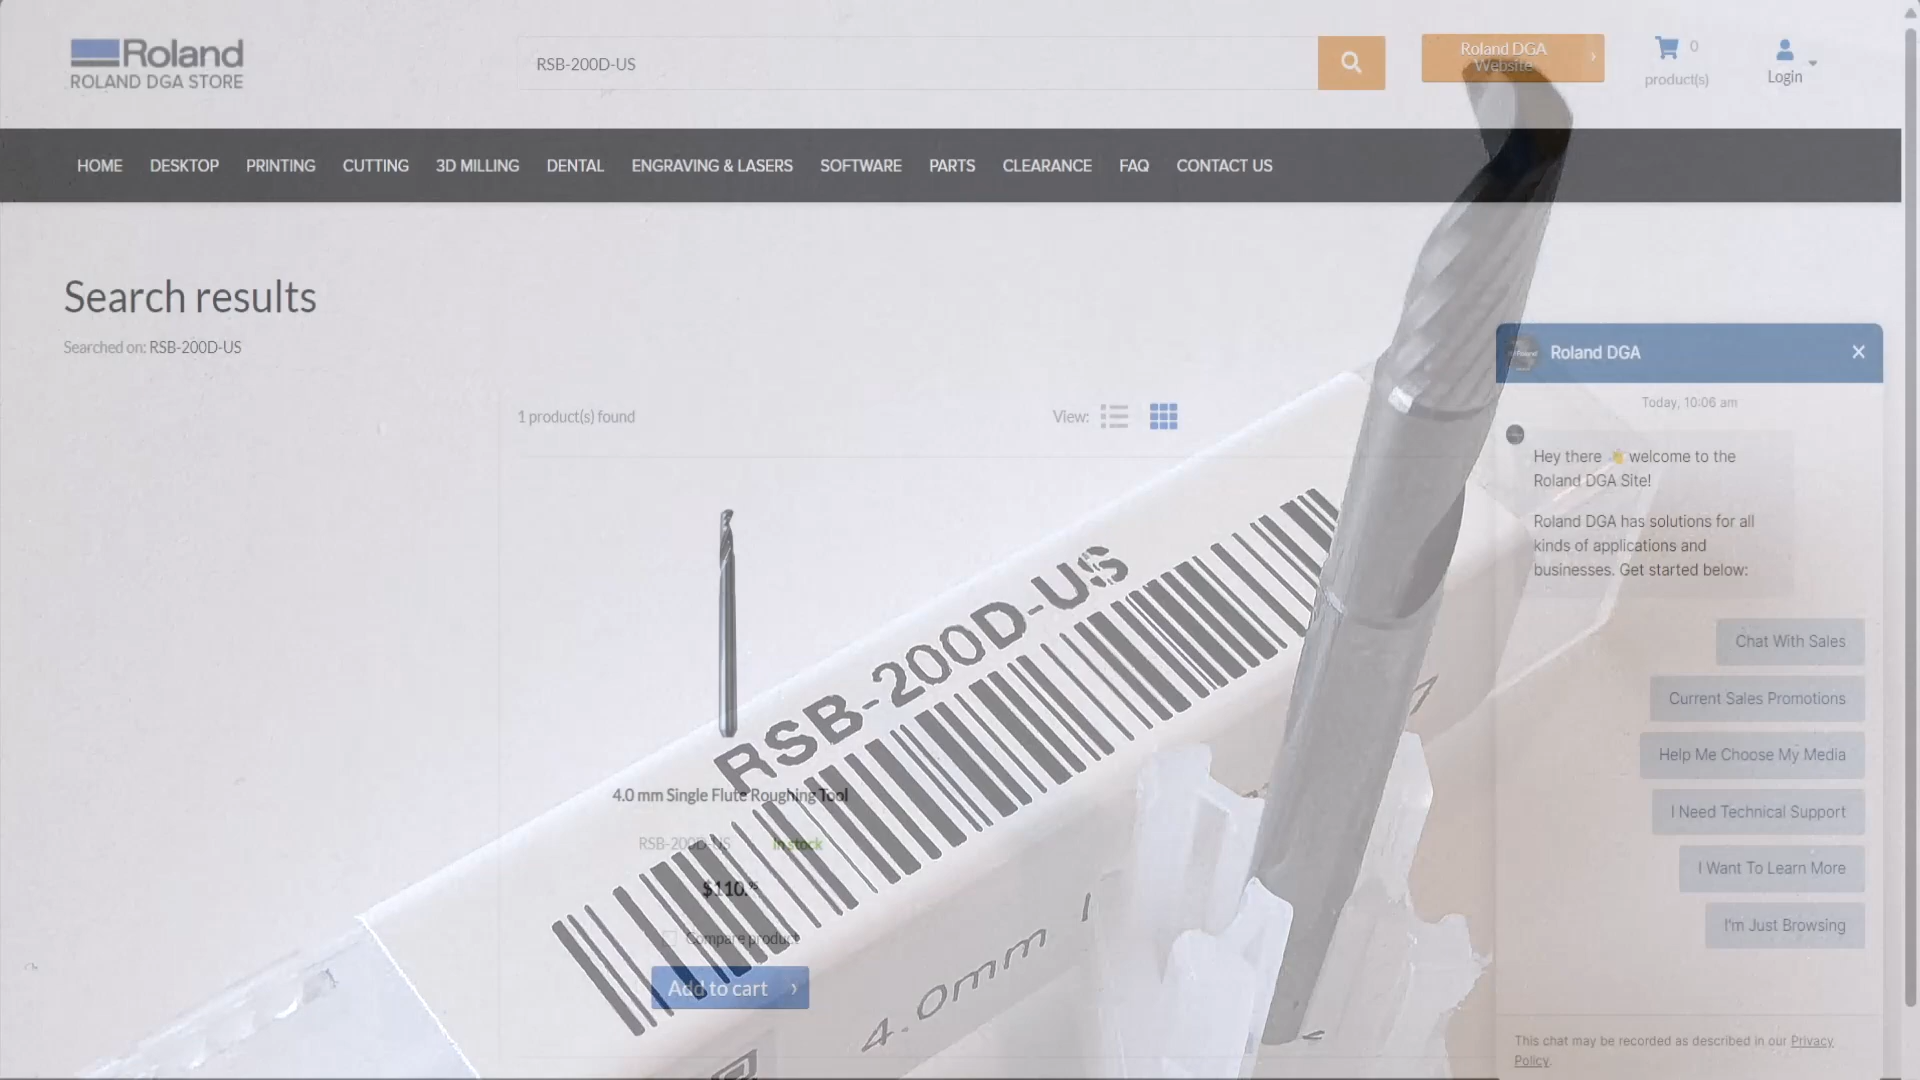 Roland
ROLAND DGA STORE
RSB-200D-US
Roland DGA
Website
0
product(s)
Login
HOME
DESKTOP
PRINTING
CUTTING
3D MILLING
DENTAL
ENGRAVING & LASERS
SOFTWARE
PARTS
CLEARANCE
FAQ
CONTACT US
Search results
Searched on: RSB-200D-US
1 product(s) found
View:
4.0 mm Single Flute Roughing Tool
RSB-200D-US
In stock
$110.95
Compare product
Add to cart
RSB-200D-US
4.0mm
Roland DGA
Today, 10:06 am
Hey there 👋 welcome to the
Roland DGA Site!
Roland DGA has solutions for all
kinds of applications and
businesses. Get started below:
Chat With Sales
Current Sales Promotions
Help Me Choose My Media
I Need Technical Support
I Want To Learn More
I'm Just Browsing
This chat may be recorded as described in our Privacy
Policy.